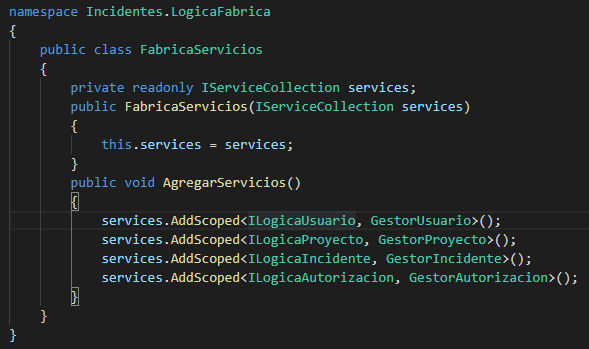 namespace Incidentes.LogicaFabrica
{
public class FabricaServicios
{
private readonly IServiceCollection services;
public FabricaServicios(IServiceCollection services)
{
this.services = services;
}
public void AgregarServicios()
{
services.AddScoped<ILogicaUsuario, GestorUsuario>();
services.AddScoped<ILogicaProyecto, GestorProyecto>();
services.AddScoped<ILogicaIncidente, GestorIncidente>();
services.AddScoped<ILogicaAutorizacion, GestorAutorizacion>();
}
}
}